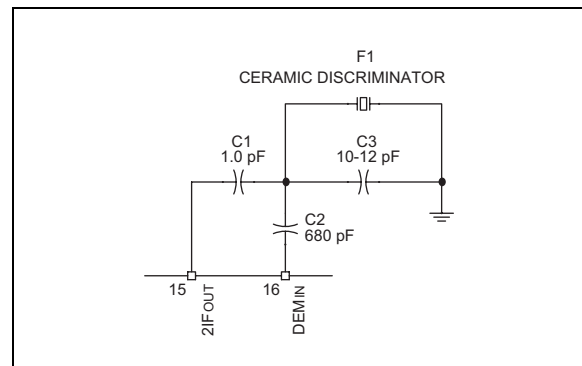 F1
CERAMIC DISCRIMINATOR
C1
1.0 pF
C3
10-12 pF
C2
680 pF
15
16
2IFOUT
DEMIN